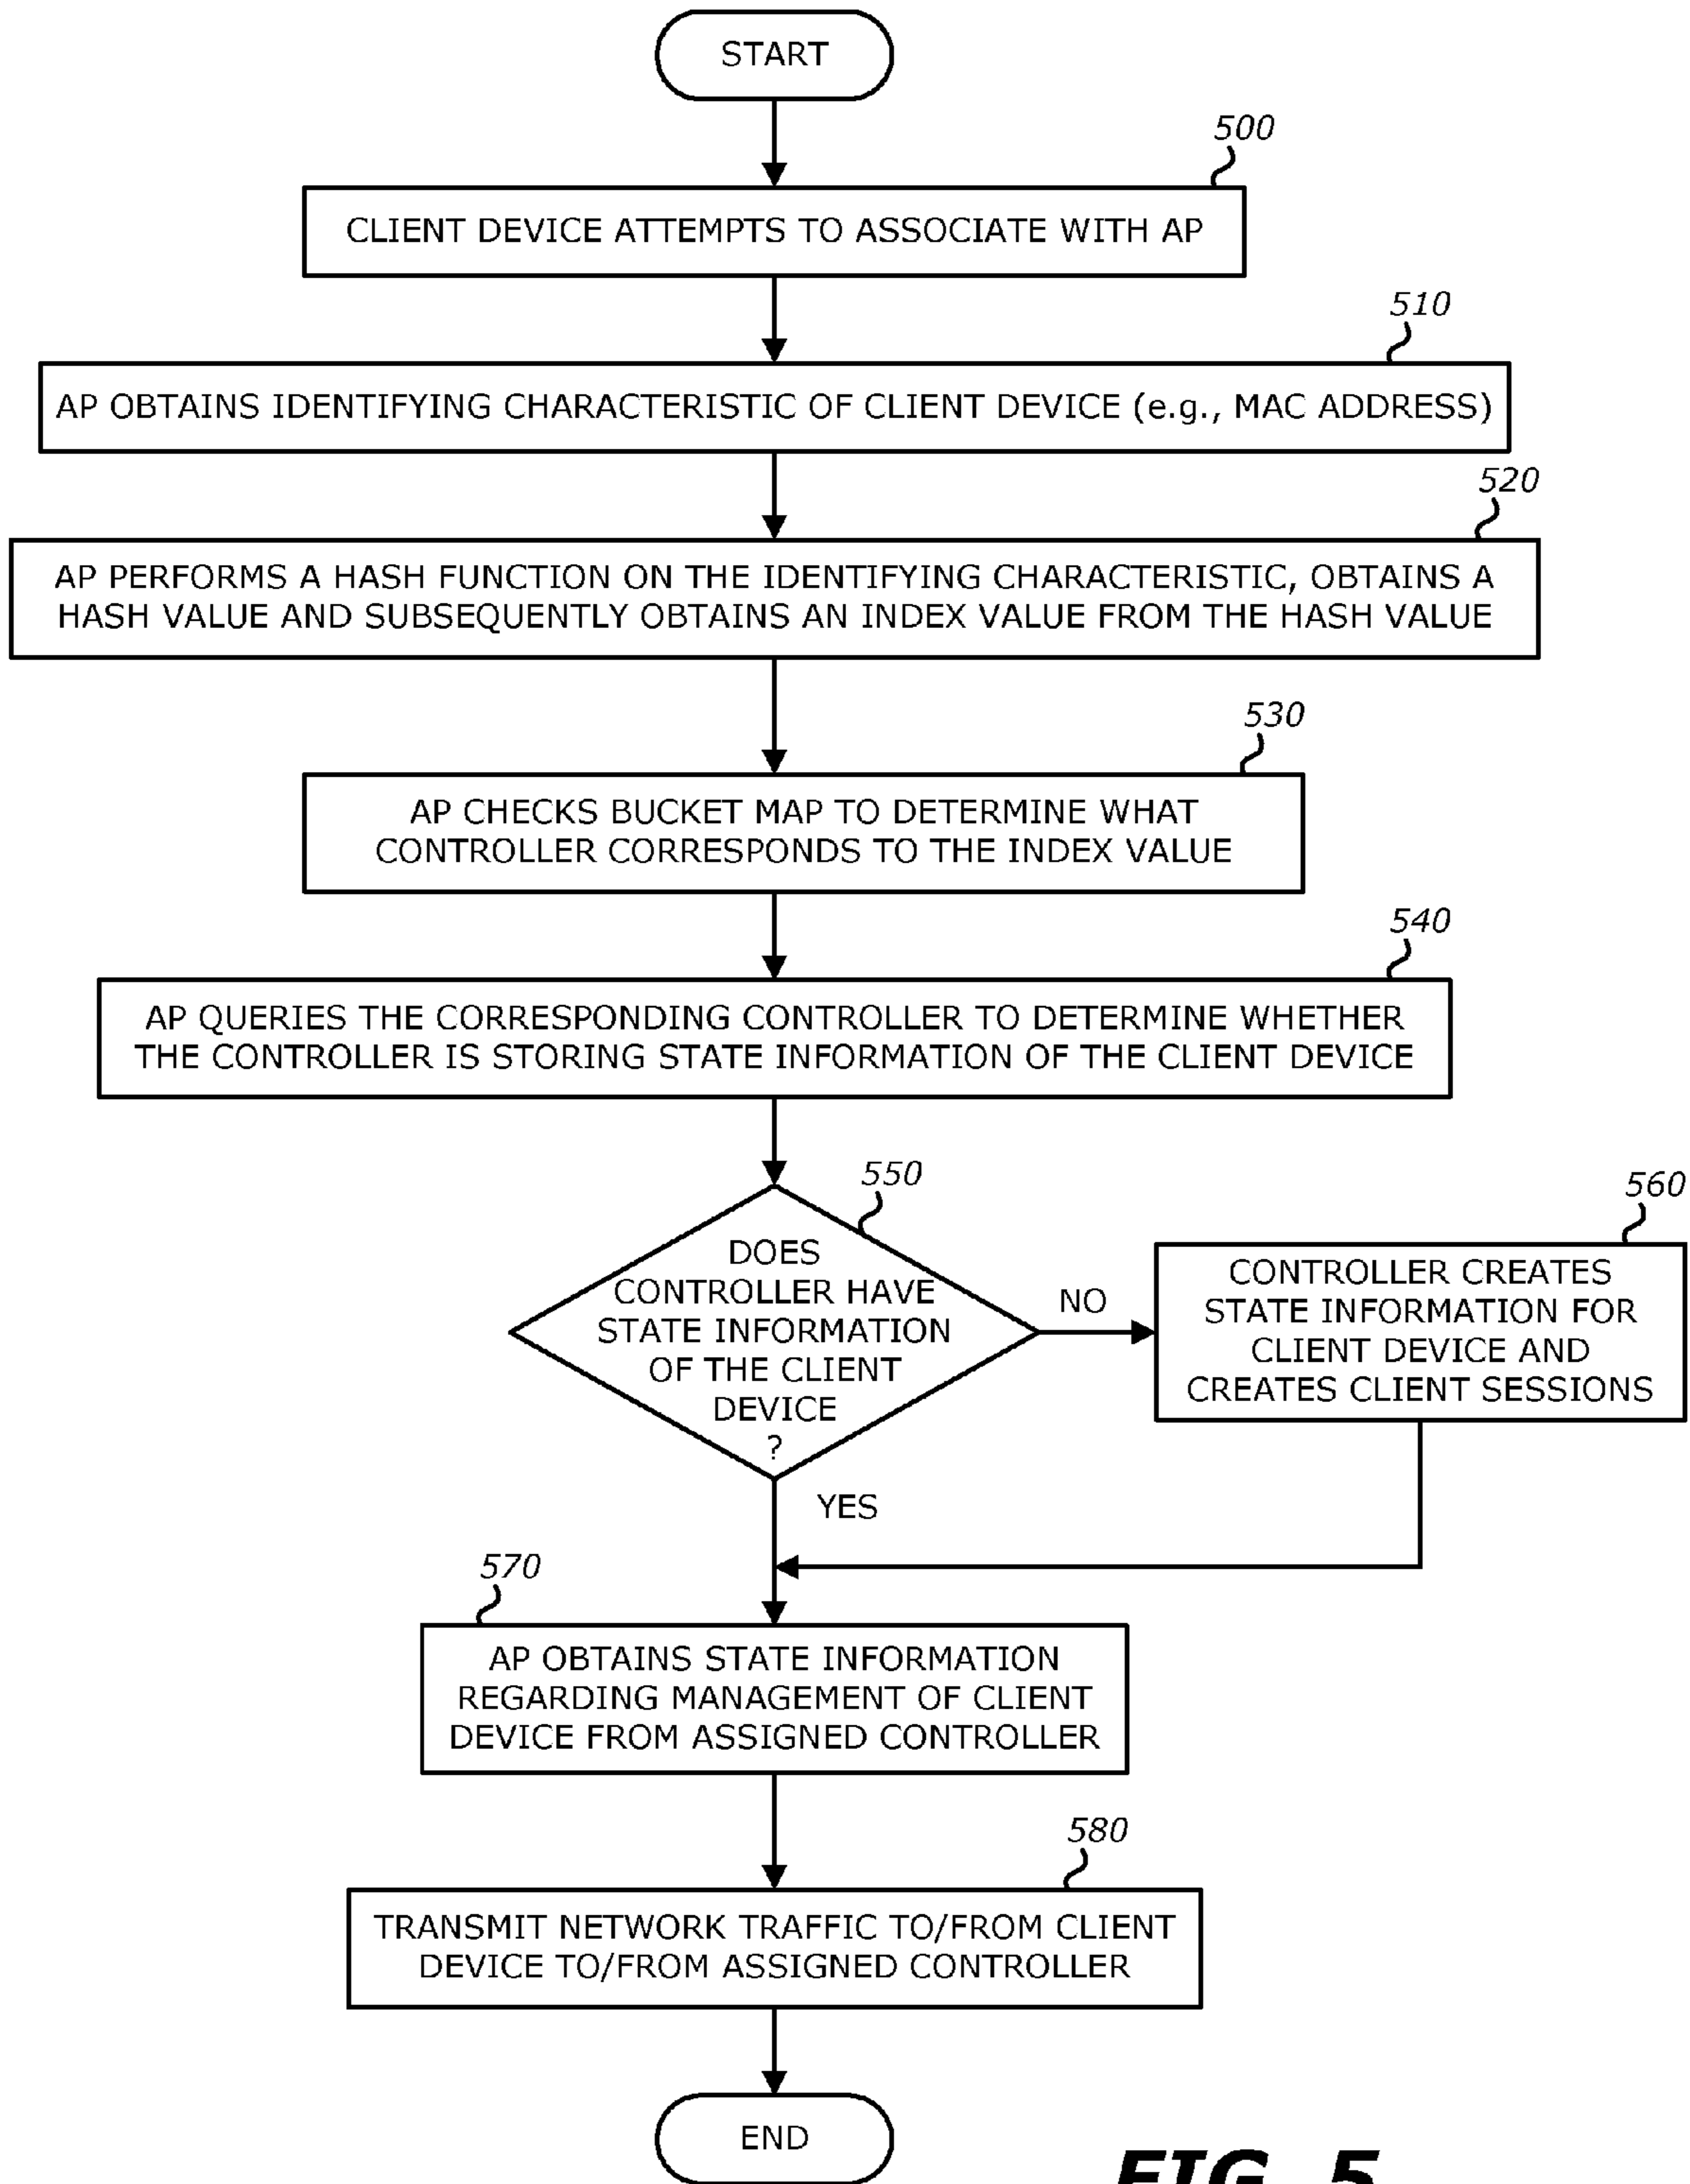 START
500
CLIENT DEVICE ATTEMPTS TO ASSOCIATE WITH AP
510
AP OBTAINS IDENTIFYING CHARACTERISTIC OF CLIENT DEVICE (e.g., MAC ADDRESS)
520
AP PERFORMS A HASH FUNCTION ON THE IDENTIFYING CHARACTERISTIC, OBTAINS A
HASH VALUE AND SUBSEQUENTLY OBTAINS AN INDEX VALUE FROM THE HASH VALUE
530
AP CHECKS BUCKET MAP TO DETERMINE WHAT
CONTROLLER CORRESPONDS TO THE INDEX VALUE
540
AP QUERIES THE CORRESPONDING CONTROLLER TO DETERMINE WHETHER
THE CONTROLLER IS STORING STATE INFORMATION OF THE CLIENT DEVICE
550
DOES
CONTROLLER HAVE
STATE INFORMATION
OF THE CLIENT
DEVICE
?
NO
560
CONTROLLER CREATES
STATE INFORMATION FOR
CLIENT DEVICE AND
CREATES CLIENT SESSIONS
YES
570
AP OBTAINS STATE INFORMATION
REGARDING MANAGEMENT OF CLIENT
DEVICE FROM ASSIGNED CONTROLLER
580
TRANSMIT NETWORK TRAFFIC TO/FROM CLIENT
DEVICE TO/FROM ASSIGNED CONTROLLER
END
FIG. 5